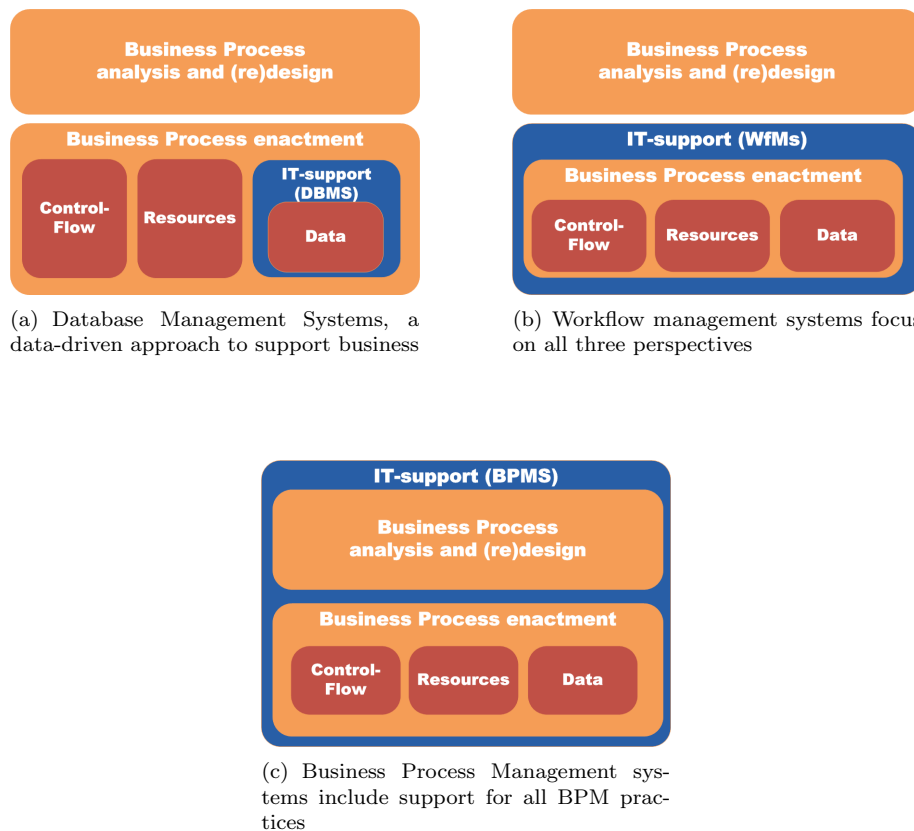 Business Process
analysis and (re)design
Business Process enactment
Control-
Flow
Resources
IT-support
(DBMS)
Data
(a) Database Management Systems, a
data-driven approach to support business
Business Process
analysis and (re)design
IT-support (WfMs)
Business Process enactment
Control-
Flow
Resources
Data
(b) Workflow management systems focus
on all three perspectives
IT-support (BPMS)
Business Process
analysis and (re)design
Business Process enactment
Control-
Flow
Resources
Data
(c) Business Process Management sys-
tems include support for all BPM prac-
tices